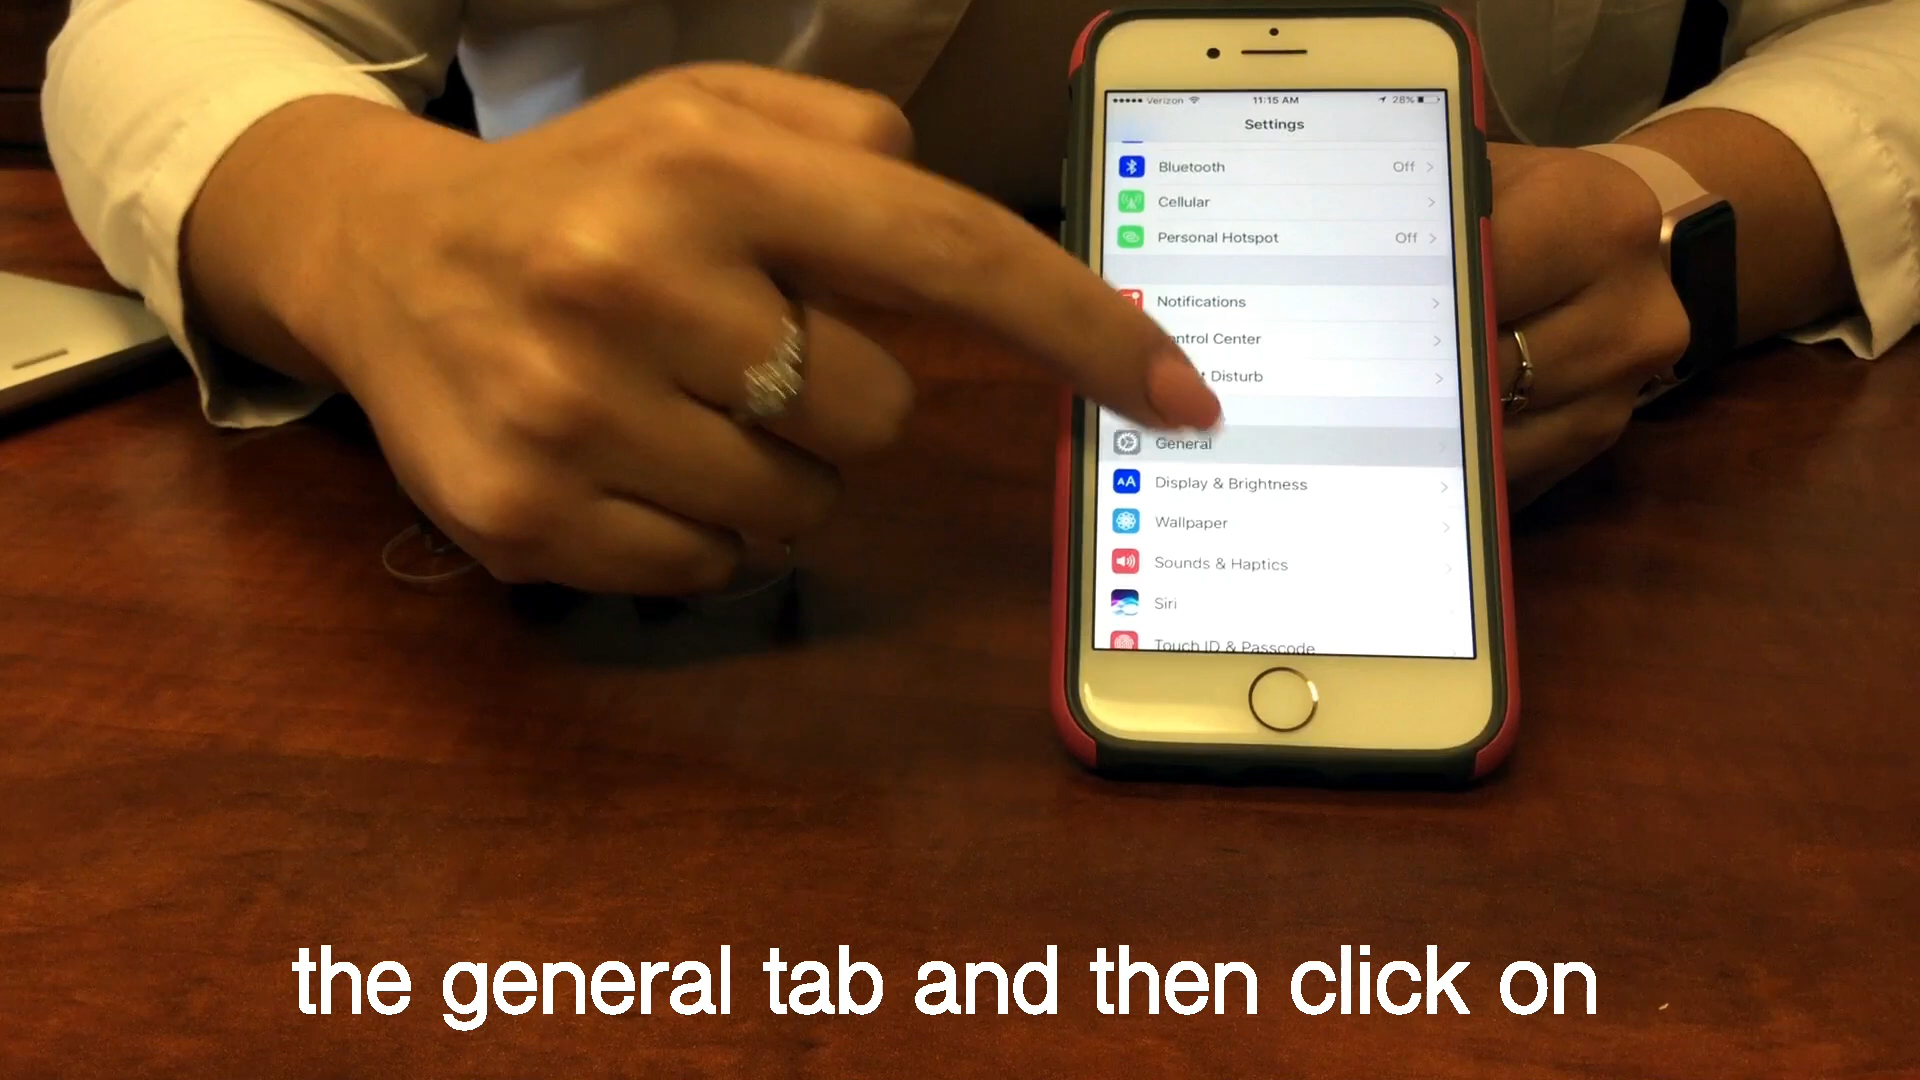 Verizon 11:15 AM 28%
Settings
Bluetooth Off
Cellular
Personal Hotspot Off
Notifications
ntrol Center
t Disturb
General
AA Display & Brightness
Wallpaper
Sounds & Haptics
Siri
Touch ID & Passcode
the general tab and then click on